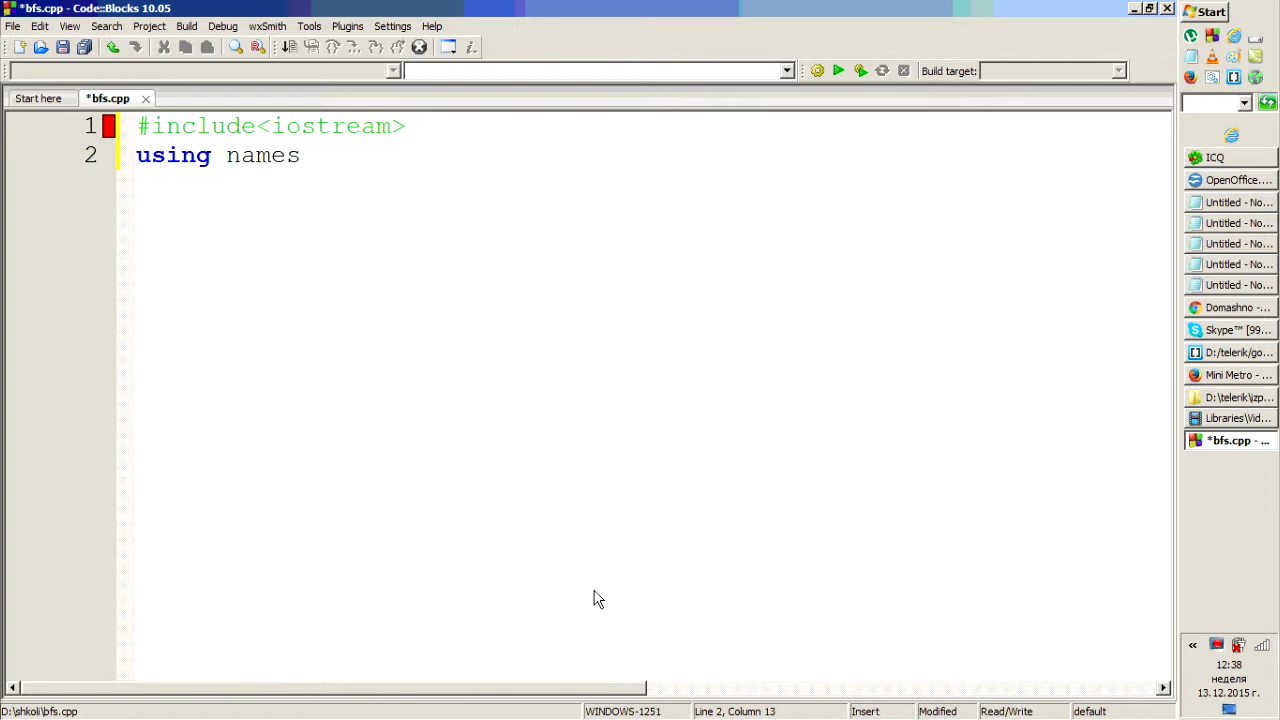 *bfs.cpp - Code::Blocks 10.05
File Edit View Search Project Build Debug wxSmith Tools Plugins Settings Help
Build target:
Start here *bfs.cpp
1 #include<iostream>
2 using names
D:\shkoli\bfs.cpp WINDOWS-1251 Line 2, Column 13 Insert Modified Read/Write default
Start
ICQ
OpenOffice....
Untitled - No...
Untitled - No...
Untitled - No...
Untitled - No...
Untitled - No...
Domashno -...
Skype™ [99...
D:/telerik/go...
Mini Metro - ...
D:\telerik\izp...
Libraries\Vid...
*bfs.cpp - ...
12:38
неделя
13.12.2015 г.